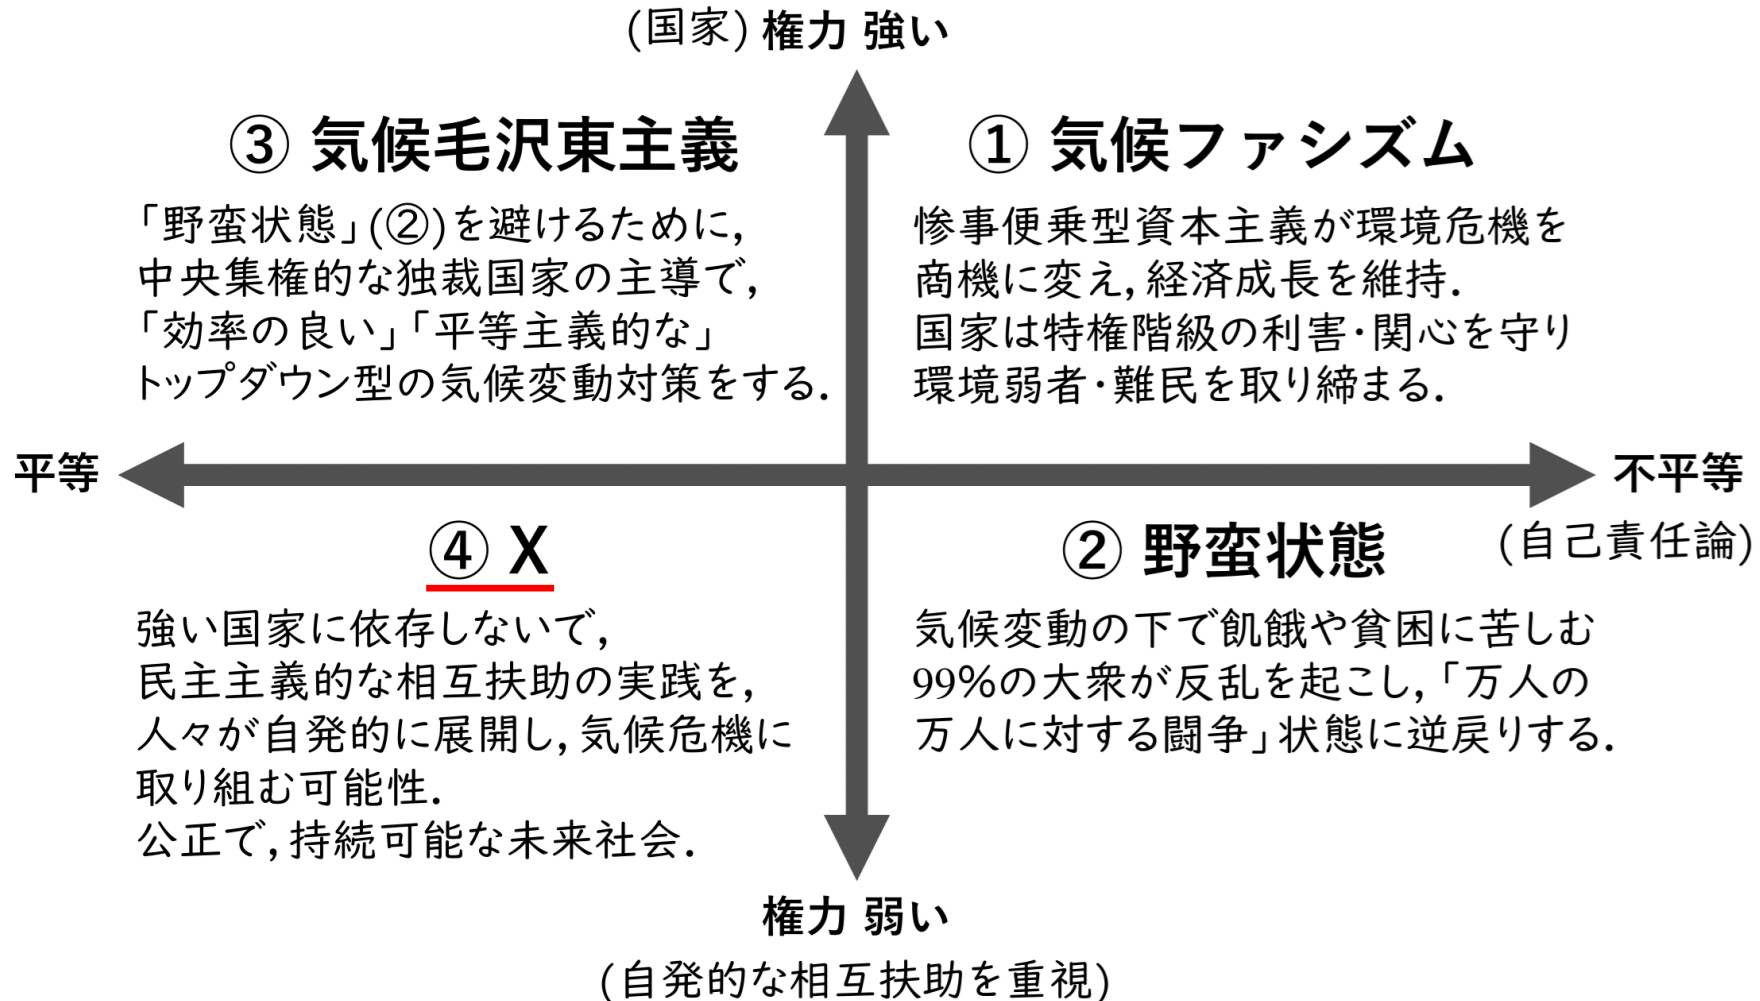 (国家) 権力 強い
③ 気候毛沢東主義
「野蛮状態」(②)を避けるために,
中央集権的な独裁国家の主導で,
「効率の良い」「平等主義的な」
トップダウン型の気候変動対策をする.
① 気候ファシズム
惨事便乗型資本主義が環境危機を
商機に変え, 経済成長を維持.
国家は特権階級の利害・関心を守り
環境弱者・難民を取り締まる.
平等
不平等
(自己責任論)
④ X
強い国家に依存しないで,
民主主義的な相互扶助の実践を,
人々が自発的に展開し, 気候危機に
取り組む可能性.
公正で, 持続可能な未来社会.
② 野蛮状態
気候変動の下で飢餓や貧困に苦しむ
99%の大衆が反乱を起こし, 「万人の
万人に対する闘争」状態に逆戻りする.
権力 弱い
(自発的な相互扶助を重視)